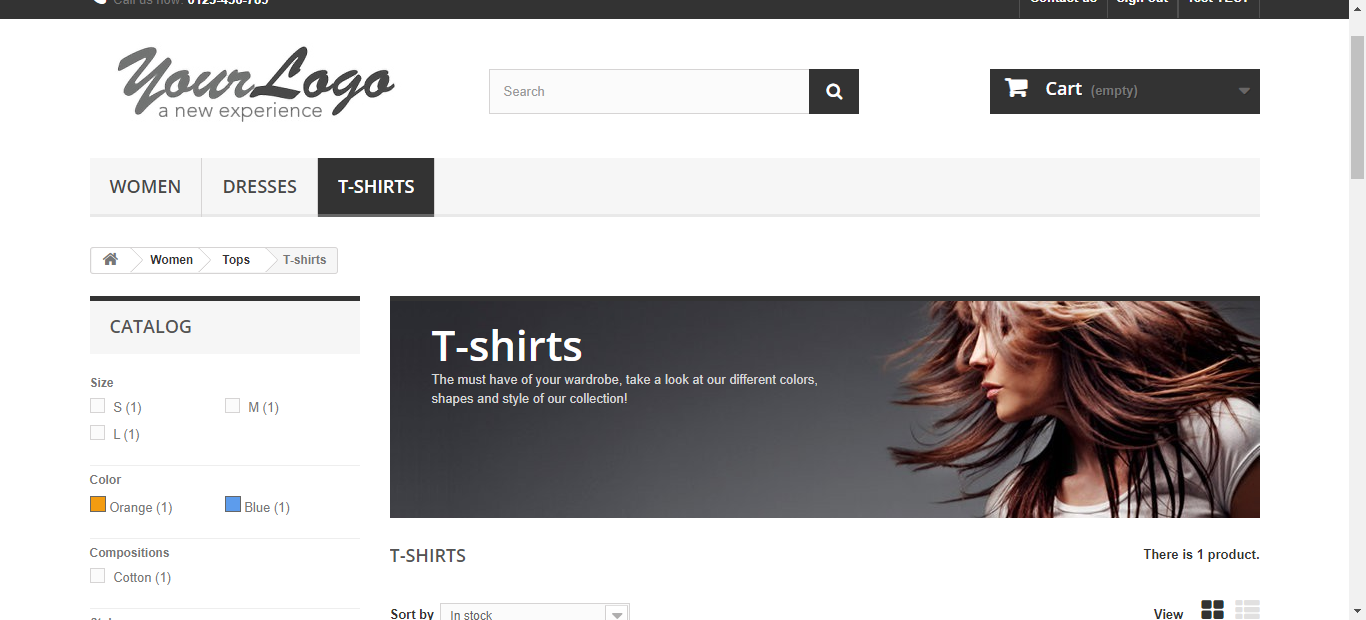 Call us now: 0123-456-789
Contact us Sign out Test TEST
YourLogo
a new experience
Search
Cart (empty)
WOMEN DRESSES T-SHIRTS
Women Tops T-shirts
CATALOG
Size
S (1) M (1)
L (1)
Color
Orange (1) Blue (1)
Compositions
Cotton (1)
T-shirts
The must have of your wardrobe, take a look at our different colors,
shapes and style of our collection!
T-SHIRTS
There is 1 product.
Sort by In stock
View